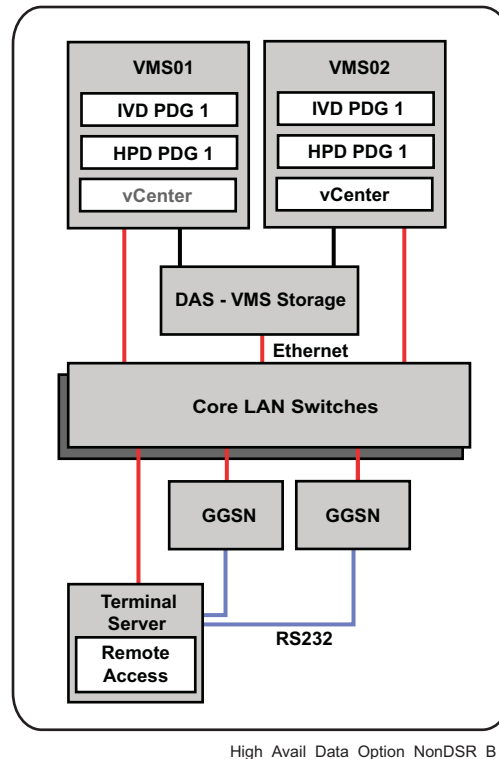 VMS01
IVD PDG 1
HPD PDG 1
vCenter
VMS02
IVD PDG 1
HPD PDG 1
vCenter
DAS - VMS Storage
Ethernet
Core LAN Switches
GGSN
GGSN
Terminal
Server
Remote
Access
RS232
High Avail Data Option NonDSR B